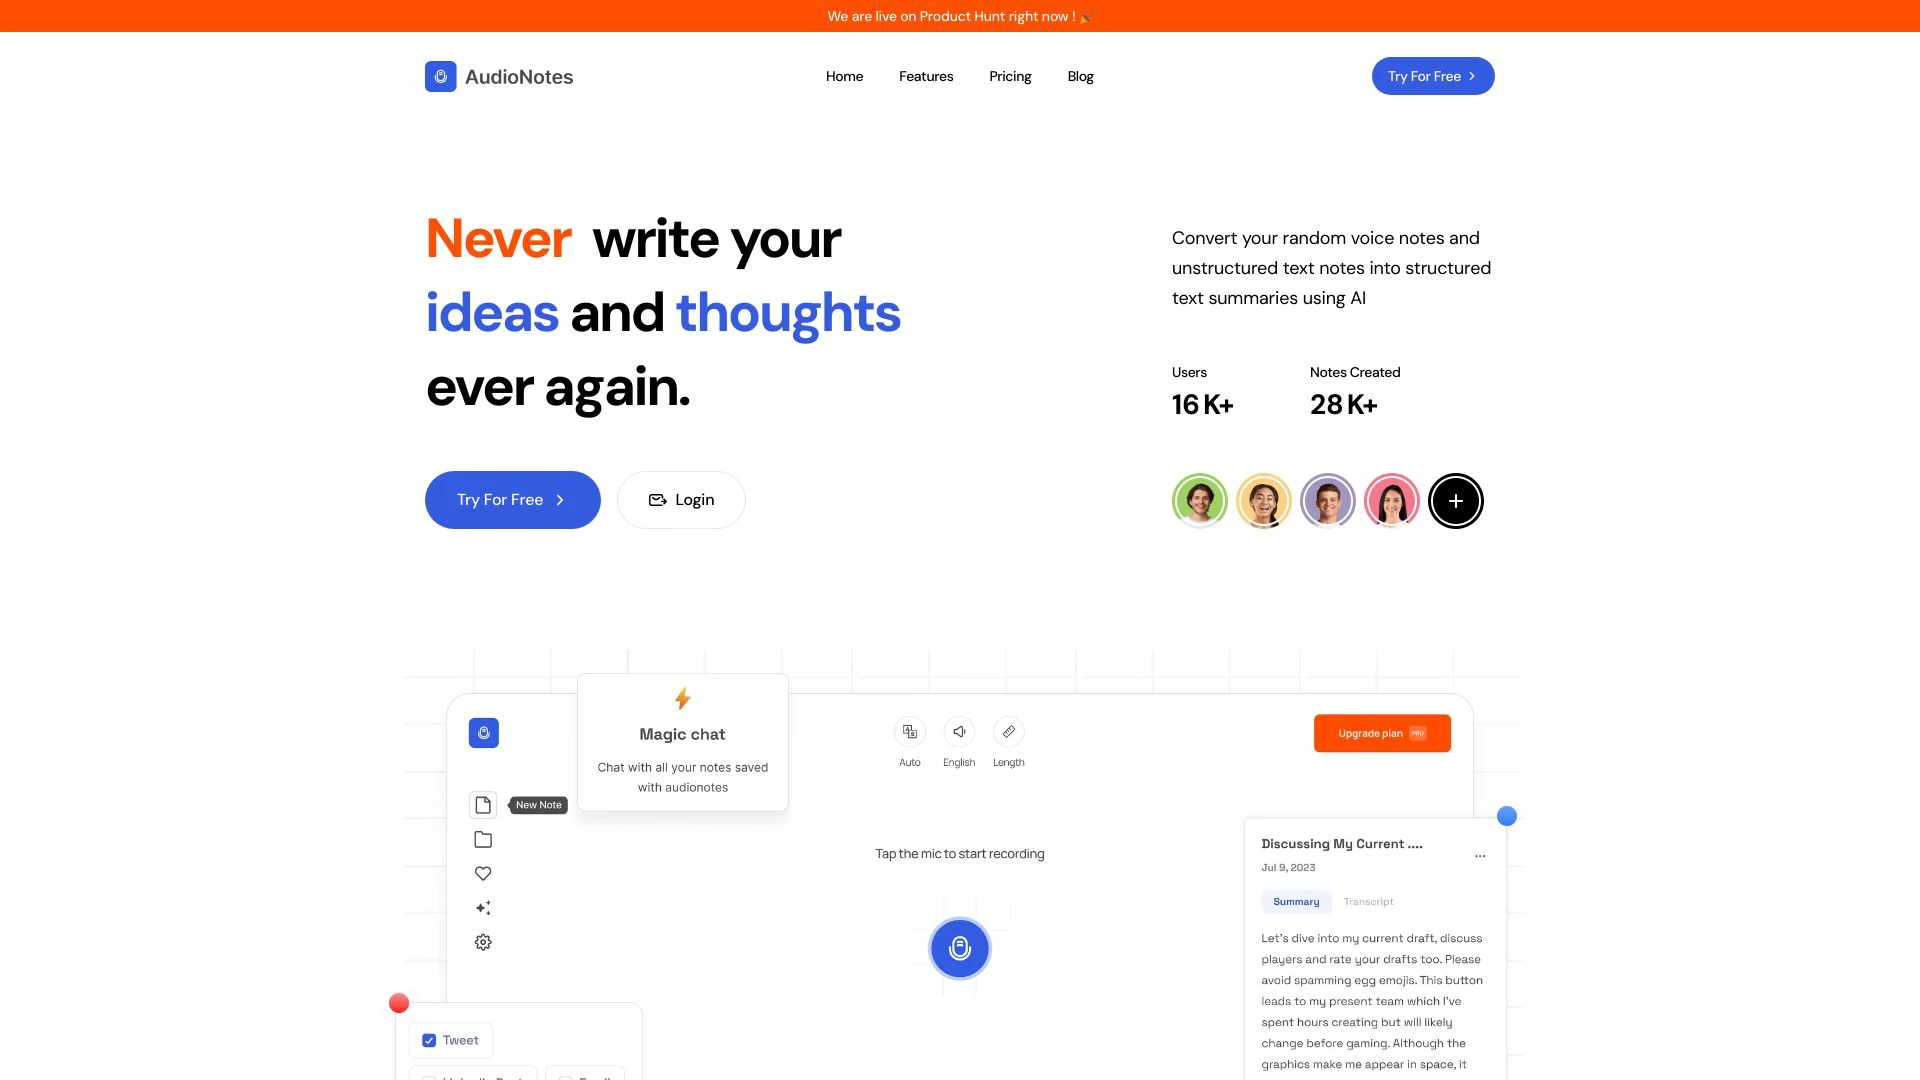 We are live on Product Hunt right now ! 🎉
AudioNotes
Home
Features
Pricing
Blog
Try For Free
Never write your
ideas and thoughts
ever again.
Convert your random voice notes and
unstructured text notes into structured
text summaries using AI
Users
16 K+
Notes Created
28 K+
Try For Free
Login
Magic chat
Chat with all your notes saved
with audionotes
Auto
English
Length
Upgrade plan PRO
New Note
Tap the mic to start recording
Discussing My Current ....
Jul 9, 2023
Summary
Transcript
Let's dive into my current draft, discuss
players and rate your drafts too. Please
avoid spamming egg emojis. This button
leads to my present team which I've
spent hours creating but will likely
change before gaming. Although the
graphics make me appear in space, it
Tweet